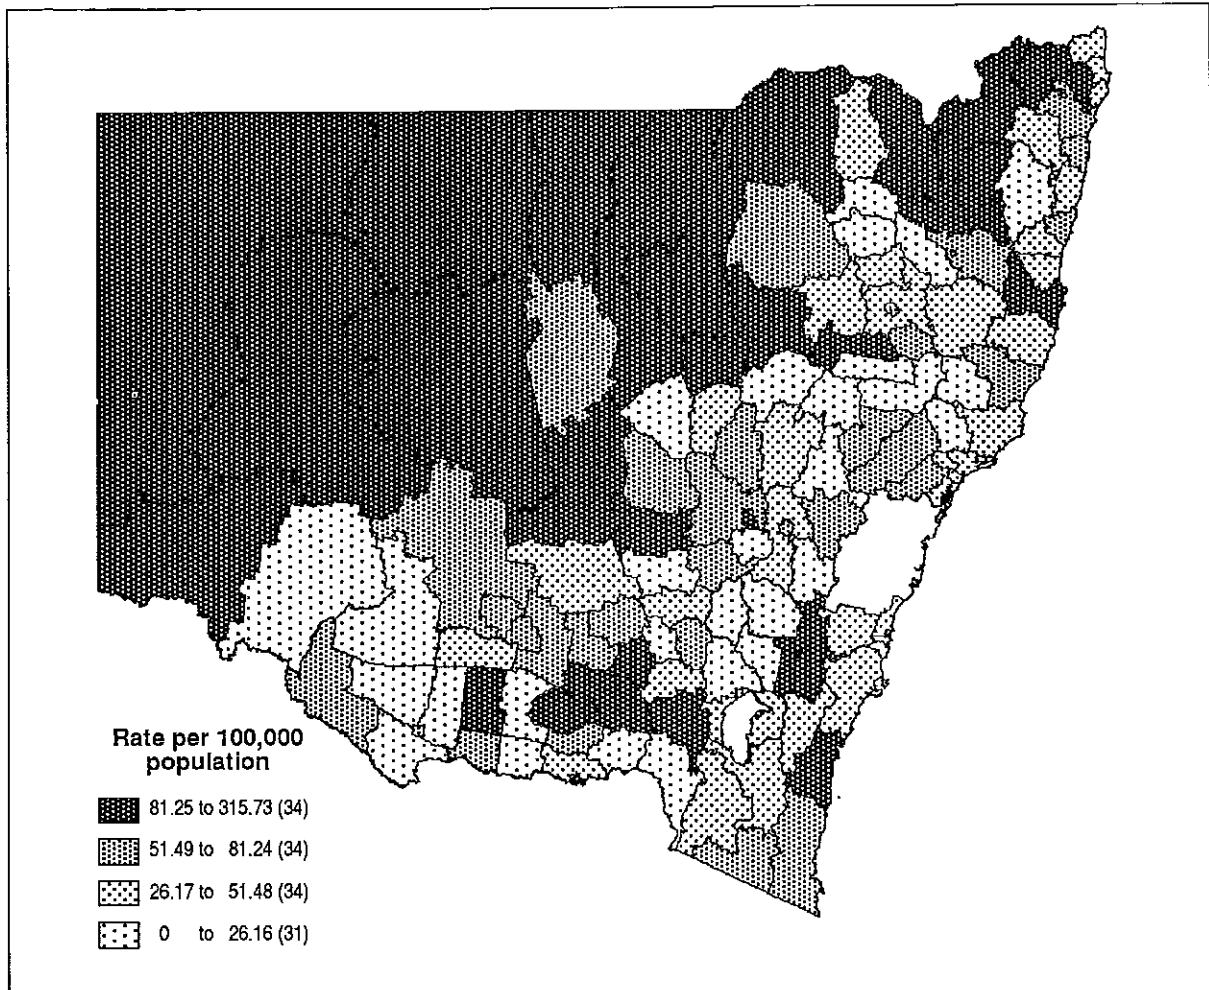 Rate per 100,000
population
81.25 to 315.73 (34)
51.49 to 81.24 (34)
26.17 to 51.48 (34)
0 to 26.16 (31)